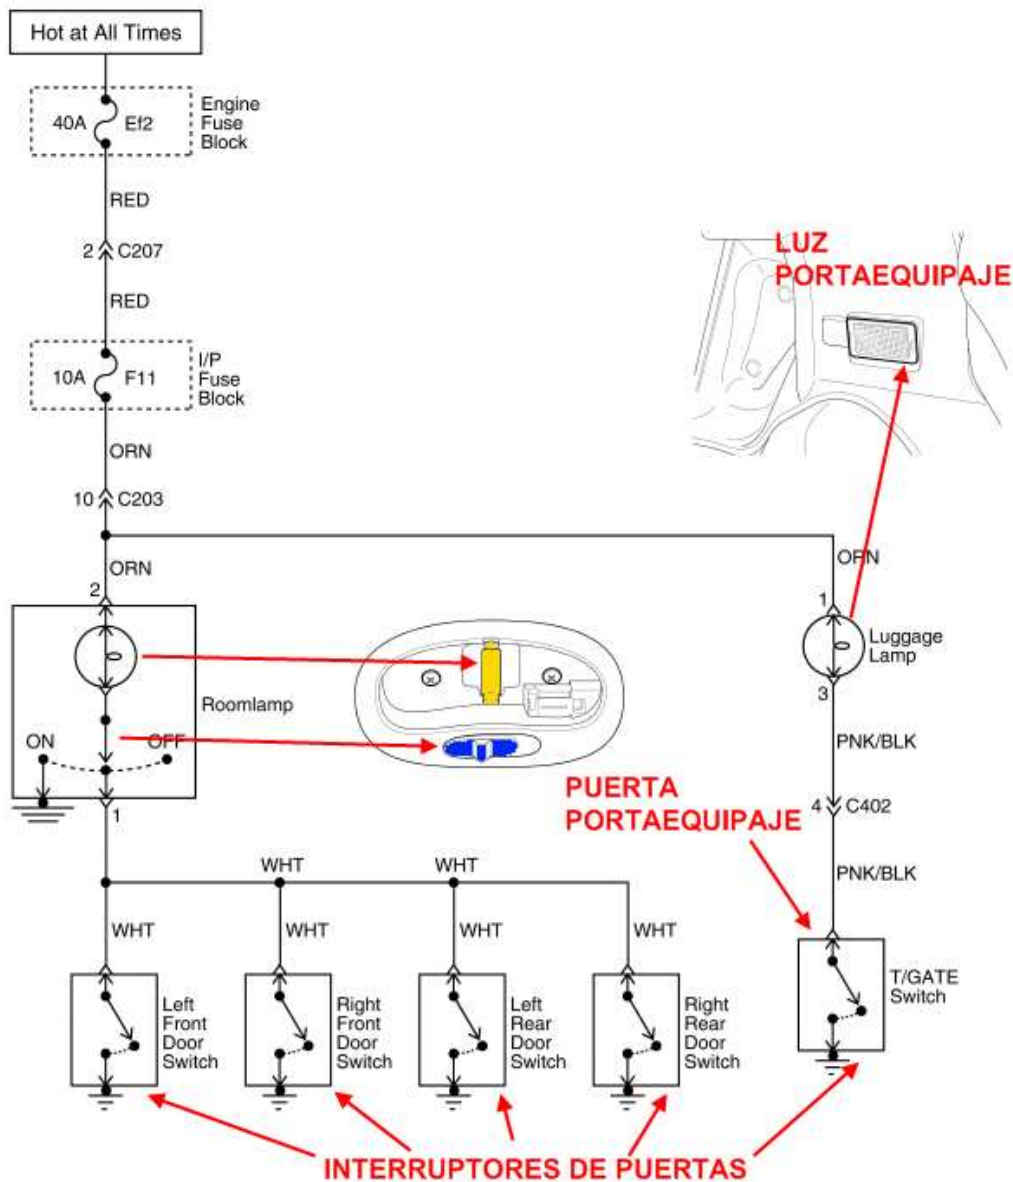 Hot at All Times
40A
Ef2
Engine
Fuse
Block
RED
2
C207
RED
10A
F11
I/P
Fuse
Block
ORN
10
C203
LUZ
PORTAEQUIPAJE
ORN
2
ORN
1
Luggage
Lamp
3
Roomlamp
ON
OFF
1
PNK/BLK
PUERTA
PORTAEQUIPAJE
4
C402
PNK/BLK
WHT
WHT
WHT
WHT
WHT
WHT
Left
Front
Door
Switch
Right
Front
Door
Switch
Left
Rear
Door
Switch
Right
Rear
Door
Switch
T/GATE
Switch
INTERRUPTORES DE PUERTAS